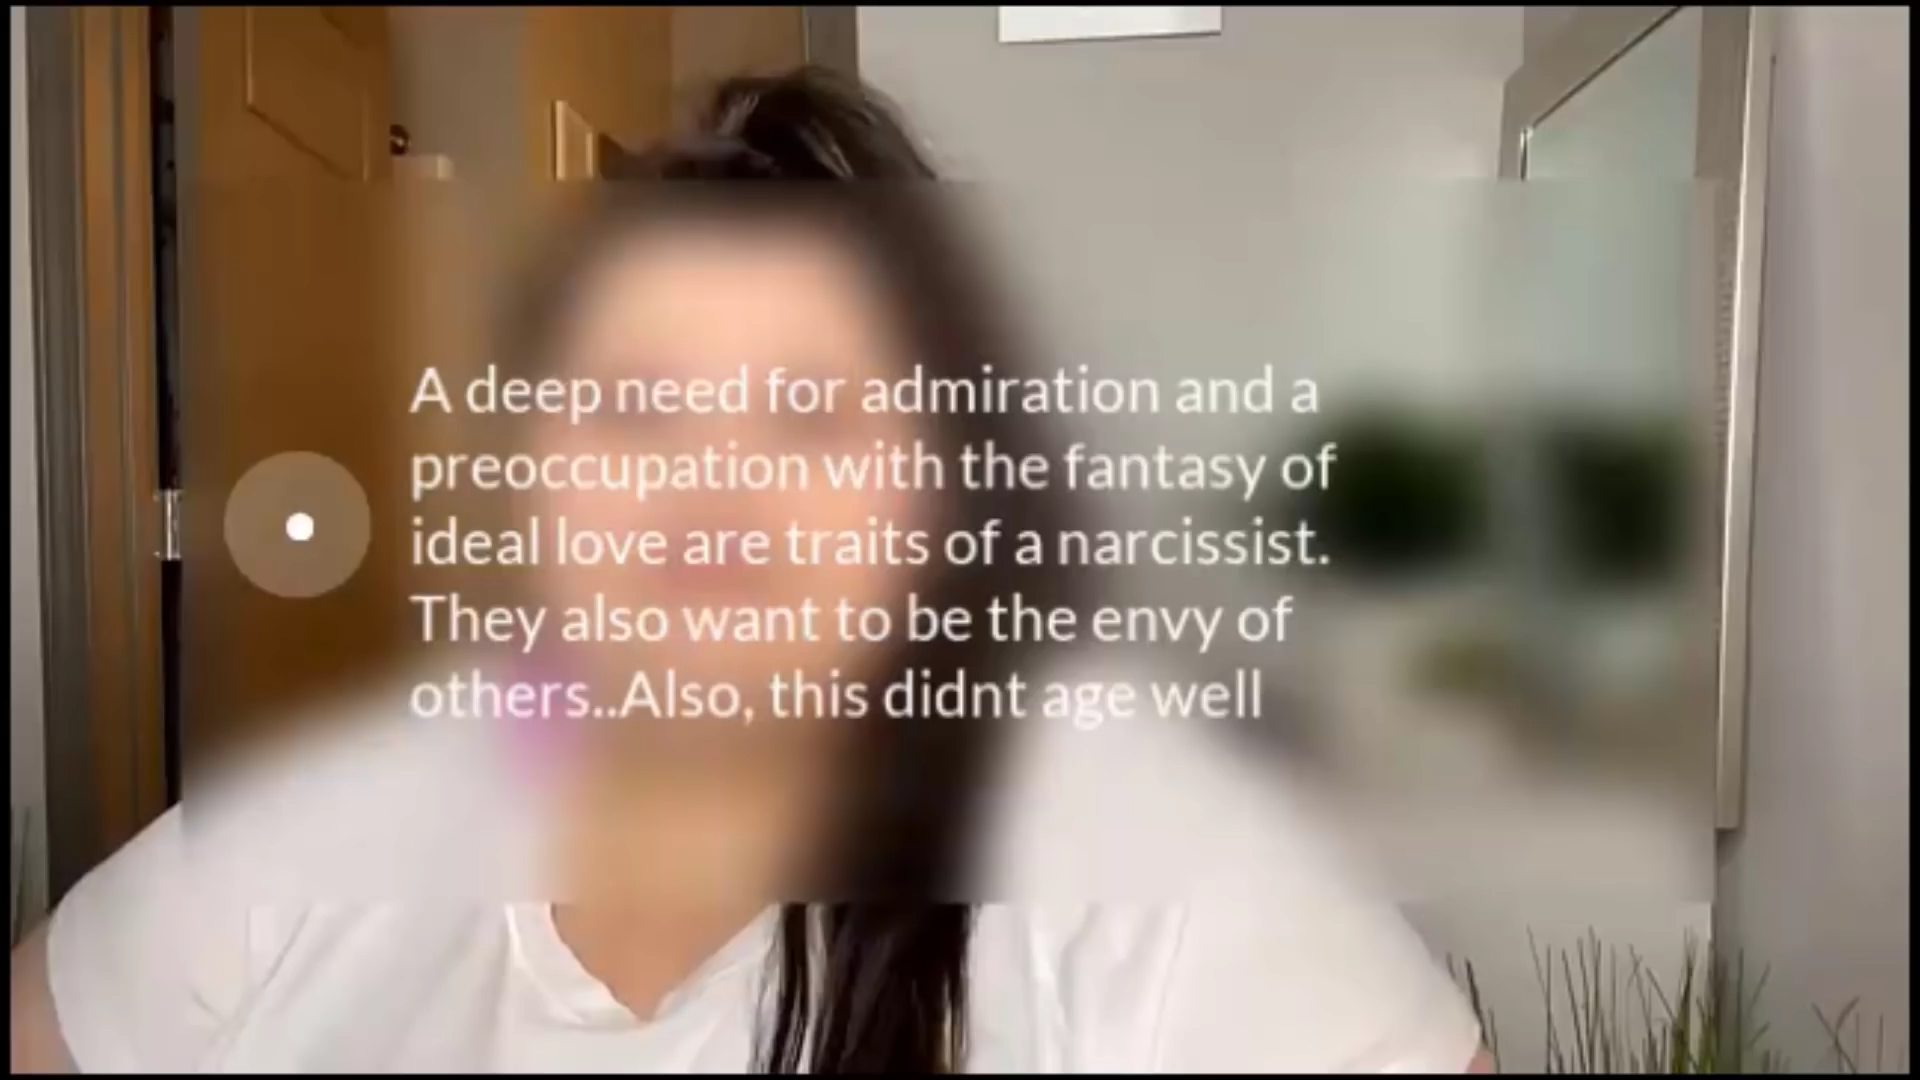 A deep need for admiration and a
preoccupation with the fantasy of
ideal love are traits of a narcissist.
They also want to be the envy of
others..Also, this didnt age well